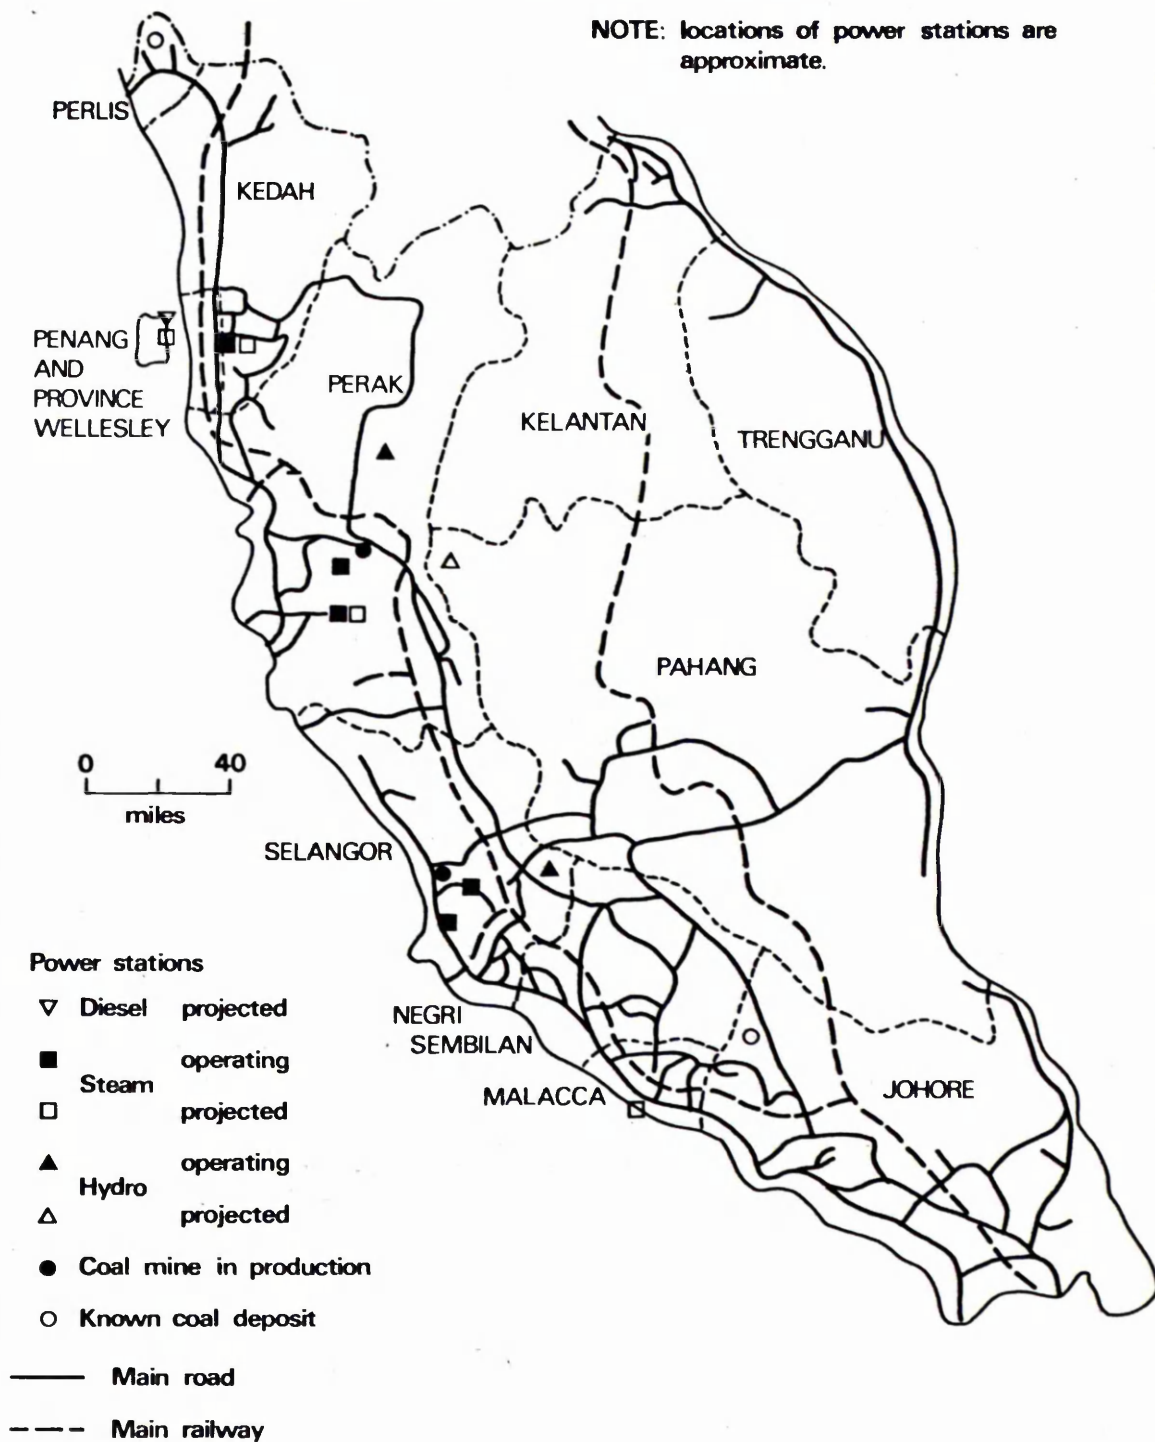 NOTE: locations of power stations are
approximate.
PERLIS
KEDAH
PENANG
AND
PROVINCE
WELLESLEY
PERAK
KELANTAN
TRENGGANU
PAHANG
0 40
miles
SELANGOR
NEGRI
SEMBILAN
MALACCA
JOHORE
Power stations
Diesel projected
operating
Steam
projected
operating
Hydro
projected
Coal mine in production
Known coal deposit
Main road
Main railway